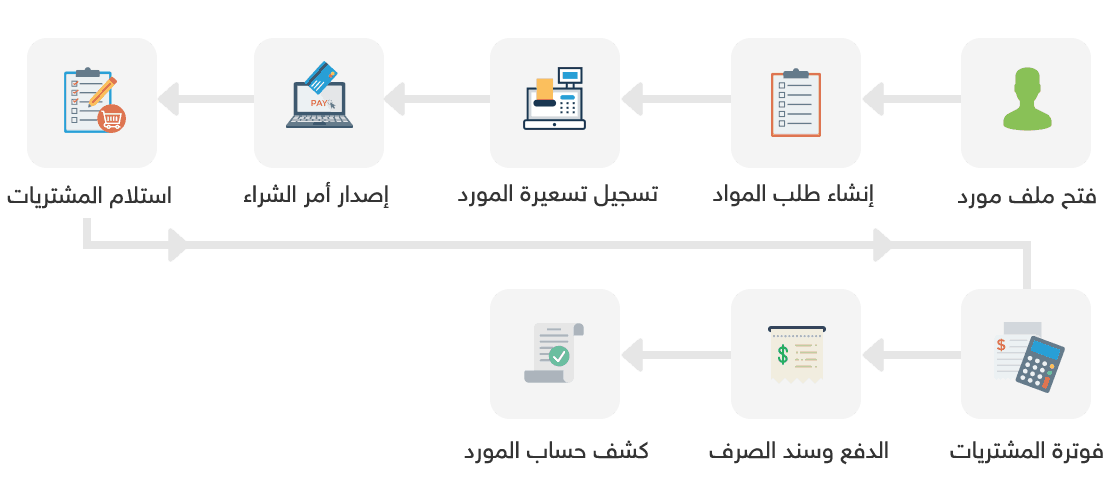 فتح ملف مورد
إنشاء طلب المواد
تسجيل تسعيرة المورد
PAY
إصدار أمر الشراء
استلام المشتريات
$
فوترة المشتريات
$
الدفع وسند الصرف
كشف حساب المورد